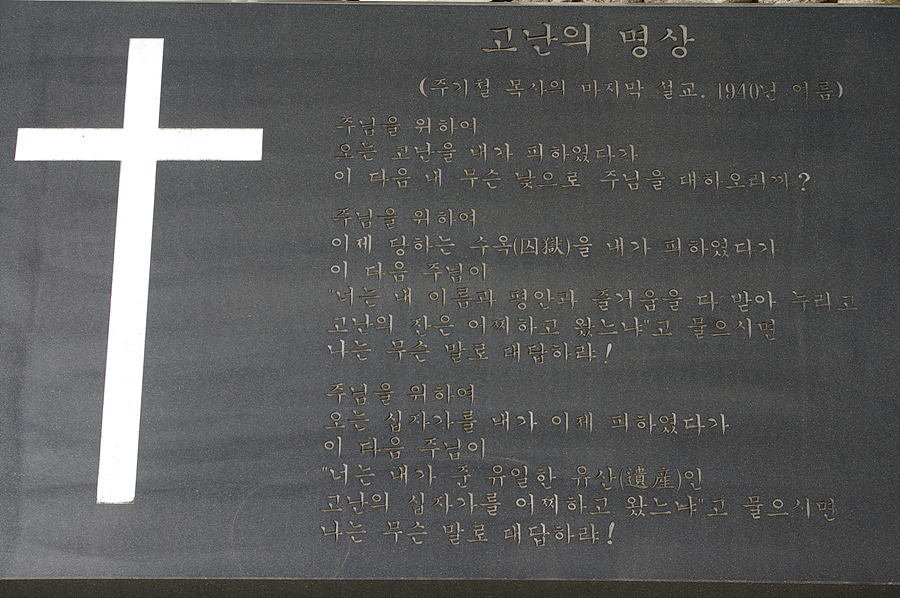 고난의 명상
(주기철 목사의 마지막 설교. 1940년 여름)
주님을 위하여
오는 고난을 내가 피하였다가
이 다음 내 무슨 낯으로 주님을 대하오리까?
주님을 위하여
이제 당하는 수옥(囚獄)을 내가 피하였다가
이 다음 주님이
"너는 내 이름과 평안과 즐거움을 다 받아 누리고
고난의 잔은 어찌하고 왔느냐"고 물으시면
나는 무슨 말로 대답하랴!
주님을 위하여
오는 십자가를 내가 이제 피하였다가
이 다음 주님이
"너는 내가 준 유일한 유산(遺産)인
고난의 십자가를 어찌하고 왔느냐"고 물으시면
나는 무슨 말로 대답하랴!